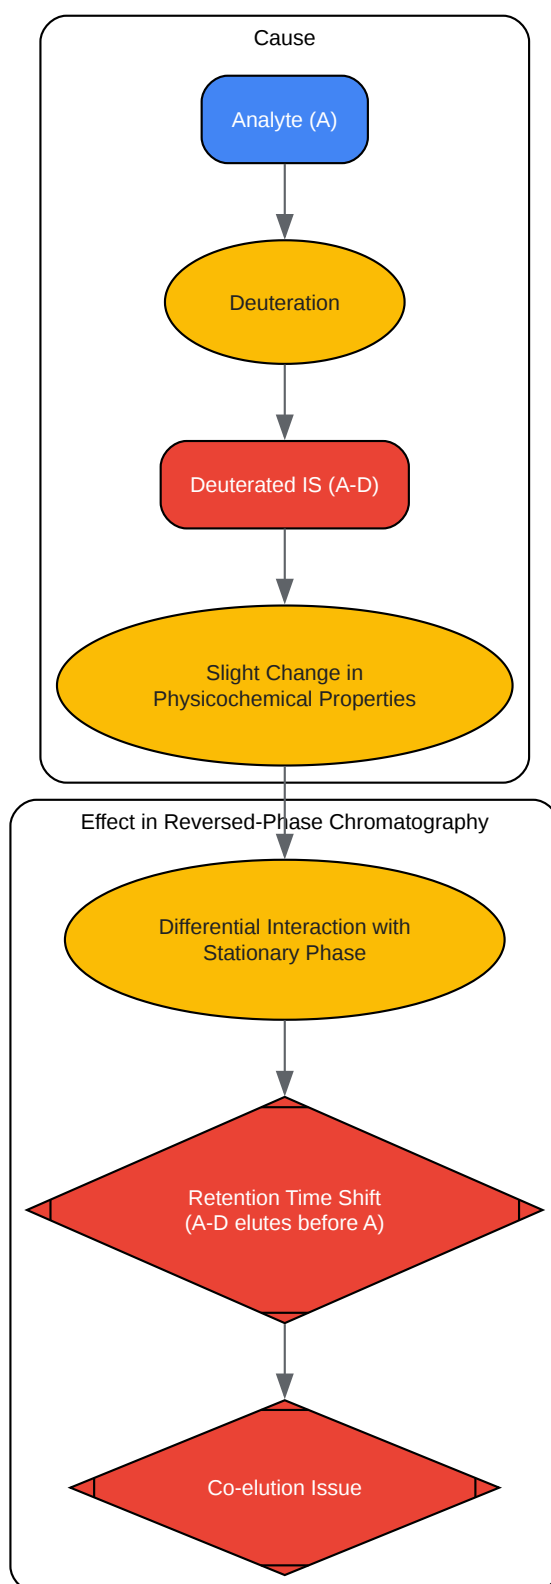 Cause
Analyte (A)
Deuteration
Deuterated IS (A-D)
Slight Change in
Physicochemical Properties
Effect in Reversed-Phase Chromatography
Differential Interaction with
Stationary Phase
Retention Time Shift
(A-D elutes before A)
Co-elution Issue